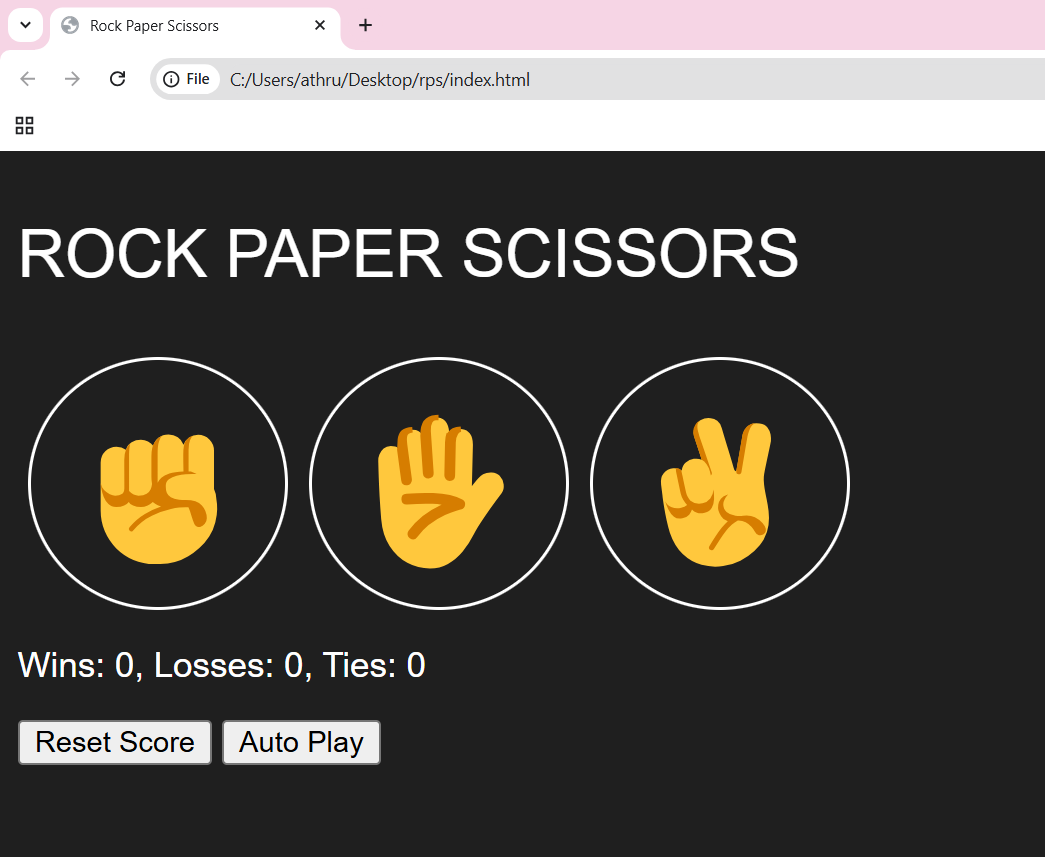 Rock Paper Scissors
File C:/Users/athru/Desktop/rps/index.html
ROCK PAPER SCISSORS
Wins: 0, Losses: 0, Ties: 0
Reset Score Auto Play